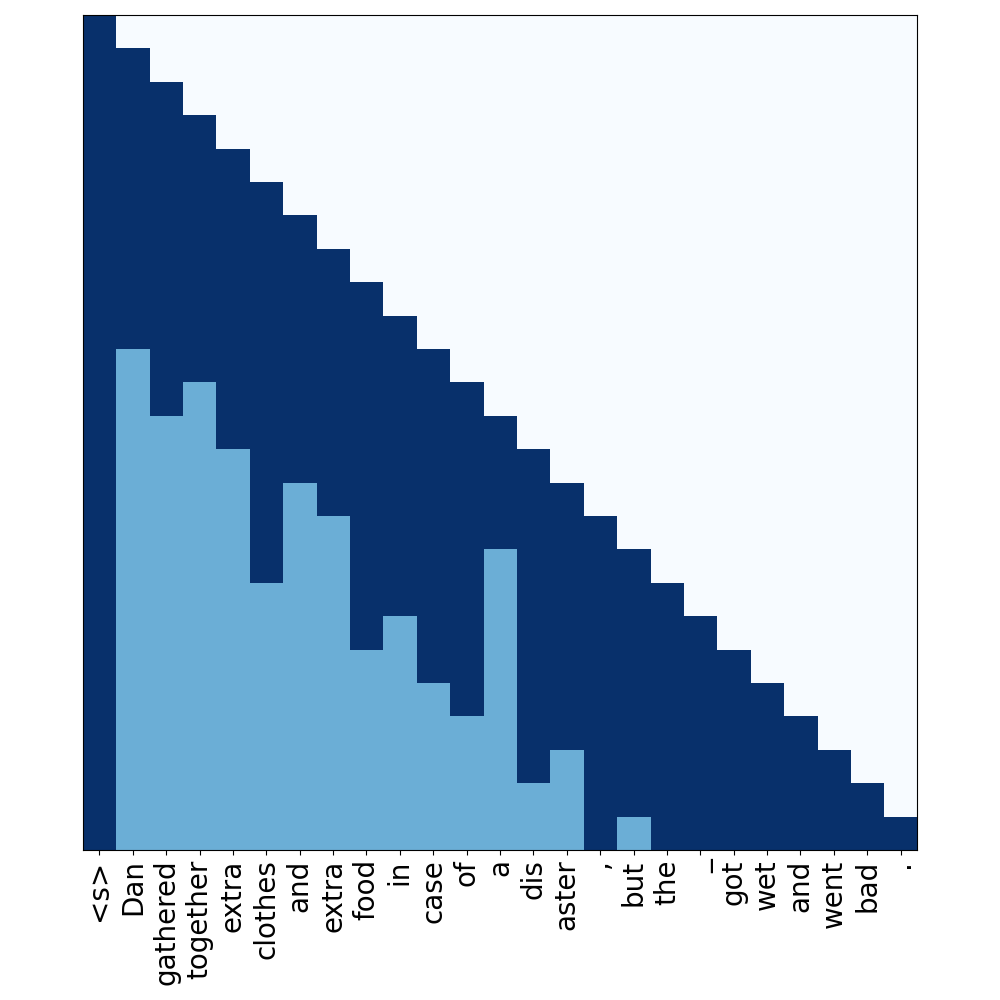 <s> Dan gathered together extra clothes and extra food in case of a dis aster , but the _ got wet and went bad .